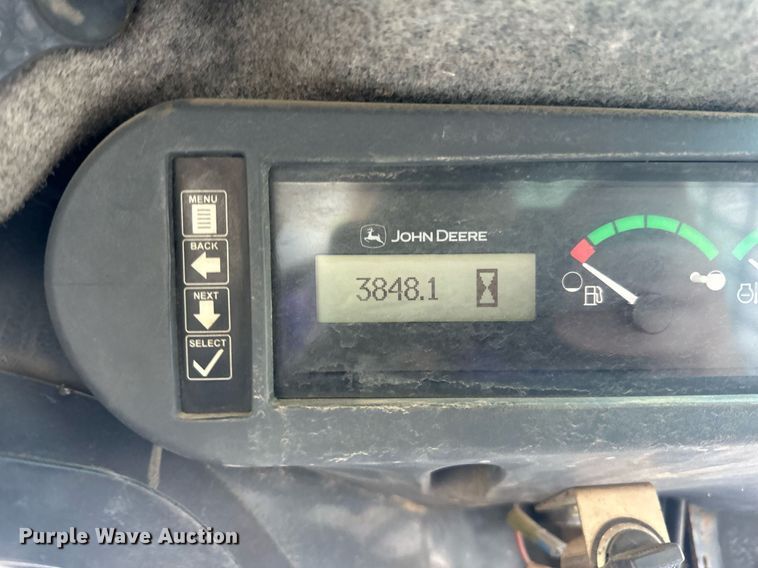 MENU
BACK
NEXT
SELECT
JOHN DEERE
3848.1
Purple Wave Auction